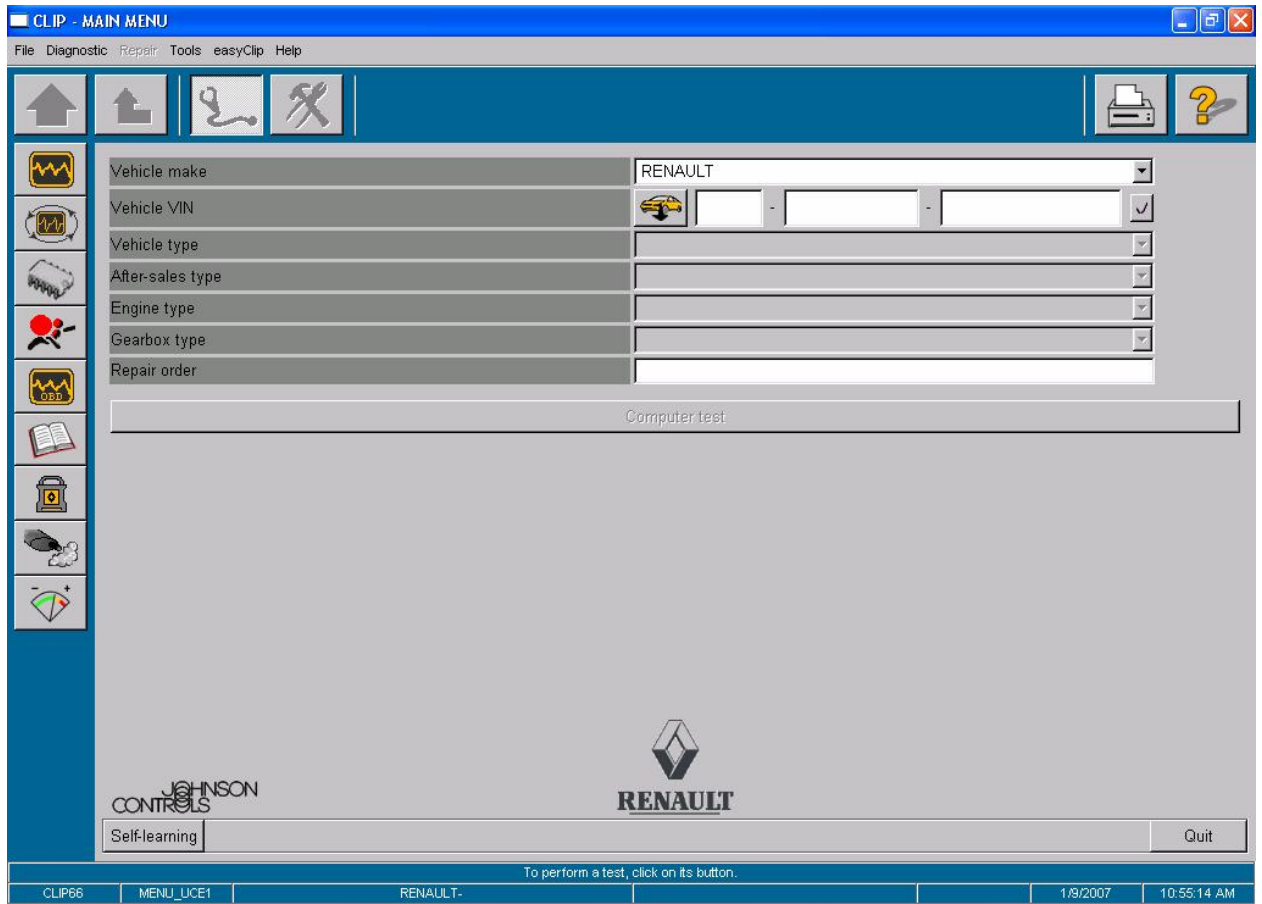 CLIP - MAIN MENU
File Diagnostic Repair Tools easyClip Help
Vehicle make RENAULT
Vehicle VIN - -
Vehicle type
After-sales type
Engine type
Gearbox type
Repair order
OBD
Computer test
JOHNSON
CONTROLS
RENAULT
Self-learning Quit
To perform a test, click on its button.
CLIP66 MENU_UCE1 RENAULT- 1/9/2007 10:55:14 AM